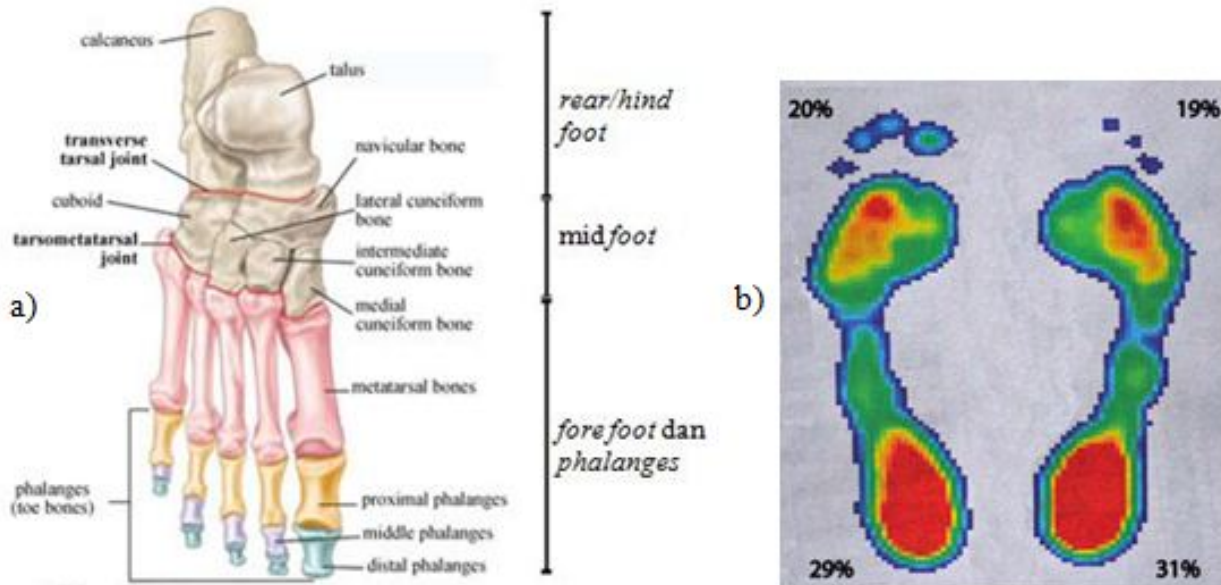 calcaneus
talus
transverse
tarsal joint
navicular bone
cuboid
lateral cuneiform
bone
tarsometatarsal
joint
intermediate
cuneiform bone
medial
cuneiform bone
metatarsal bones
phalanges
(toe bones)
proximal phalanges
middle phalanges
distal phalanges
a)
rear/hind
foot
mid foot
fore foot dan
phalanges
b)
20%
19%
29%
31%